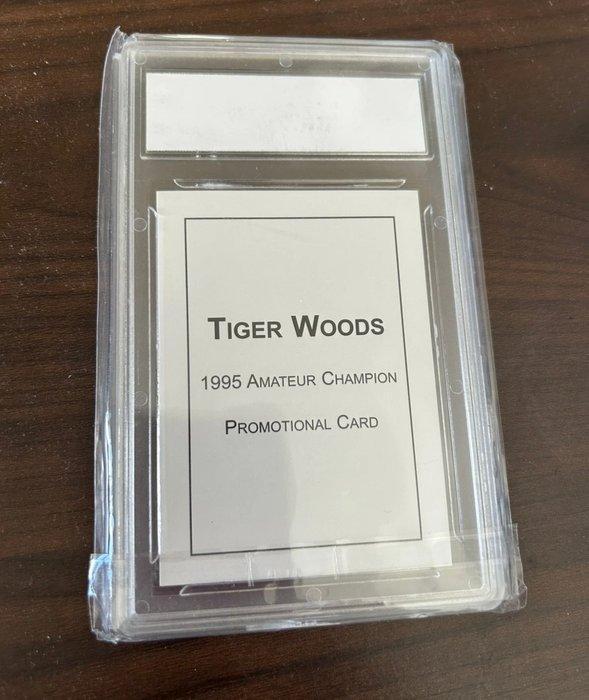 TIGER WOODS
1995 AMATEUR CHAMPION
PROMOTIONAL CARD